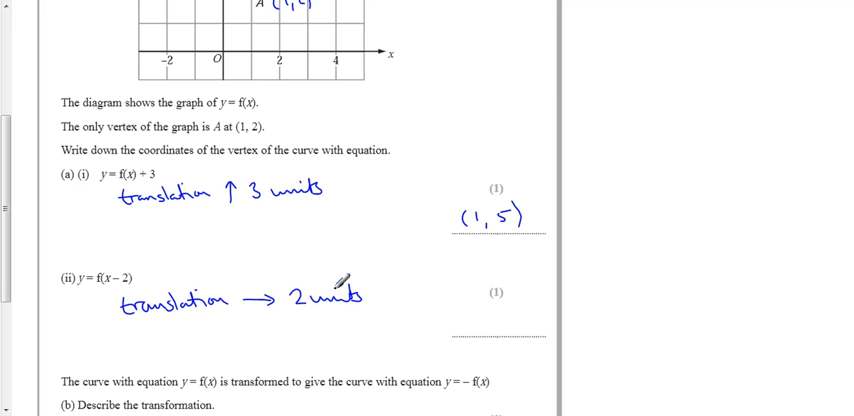 A (1, 2)
-2 O 2 4 x
The diagram shows the graph of y = f(x).
The only vertex of the graph is A at (1, 2).
Write down the coordinates of the vertex of the curve with equation.
(a) (i) y = f(x) + 3
translation ↑ 3 units
(1)
(1, 5)
(ii) y = f(x – 2)
translation → 2 units
(1)
The curve with equation y = f(x) is transformed to give the curve with equation y = – f(x)
(b) Describe the transformation.